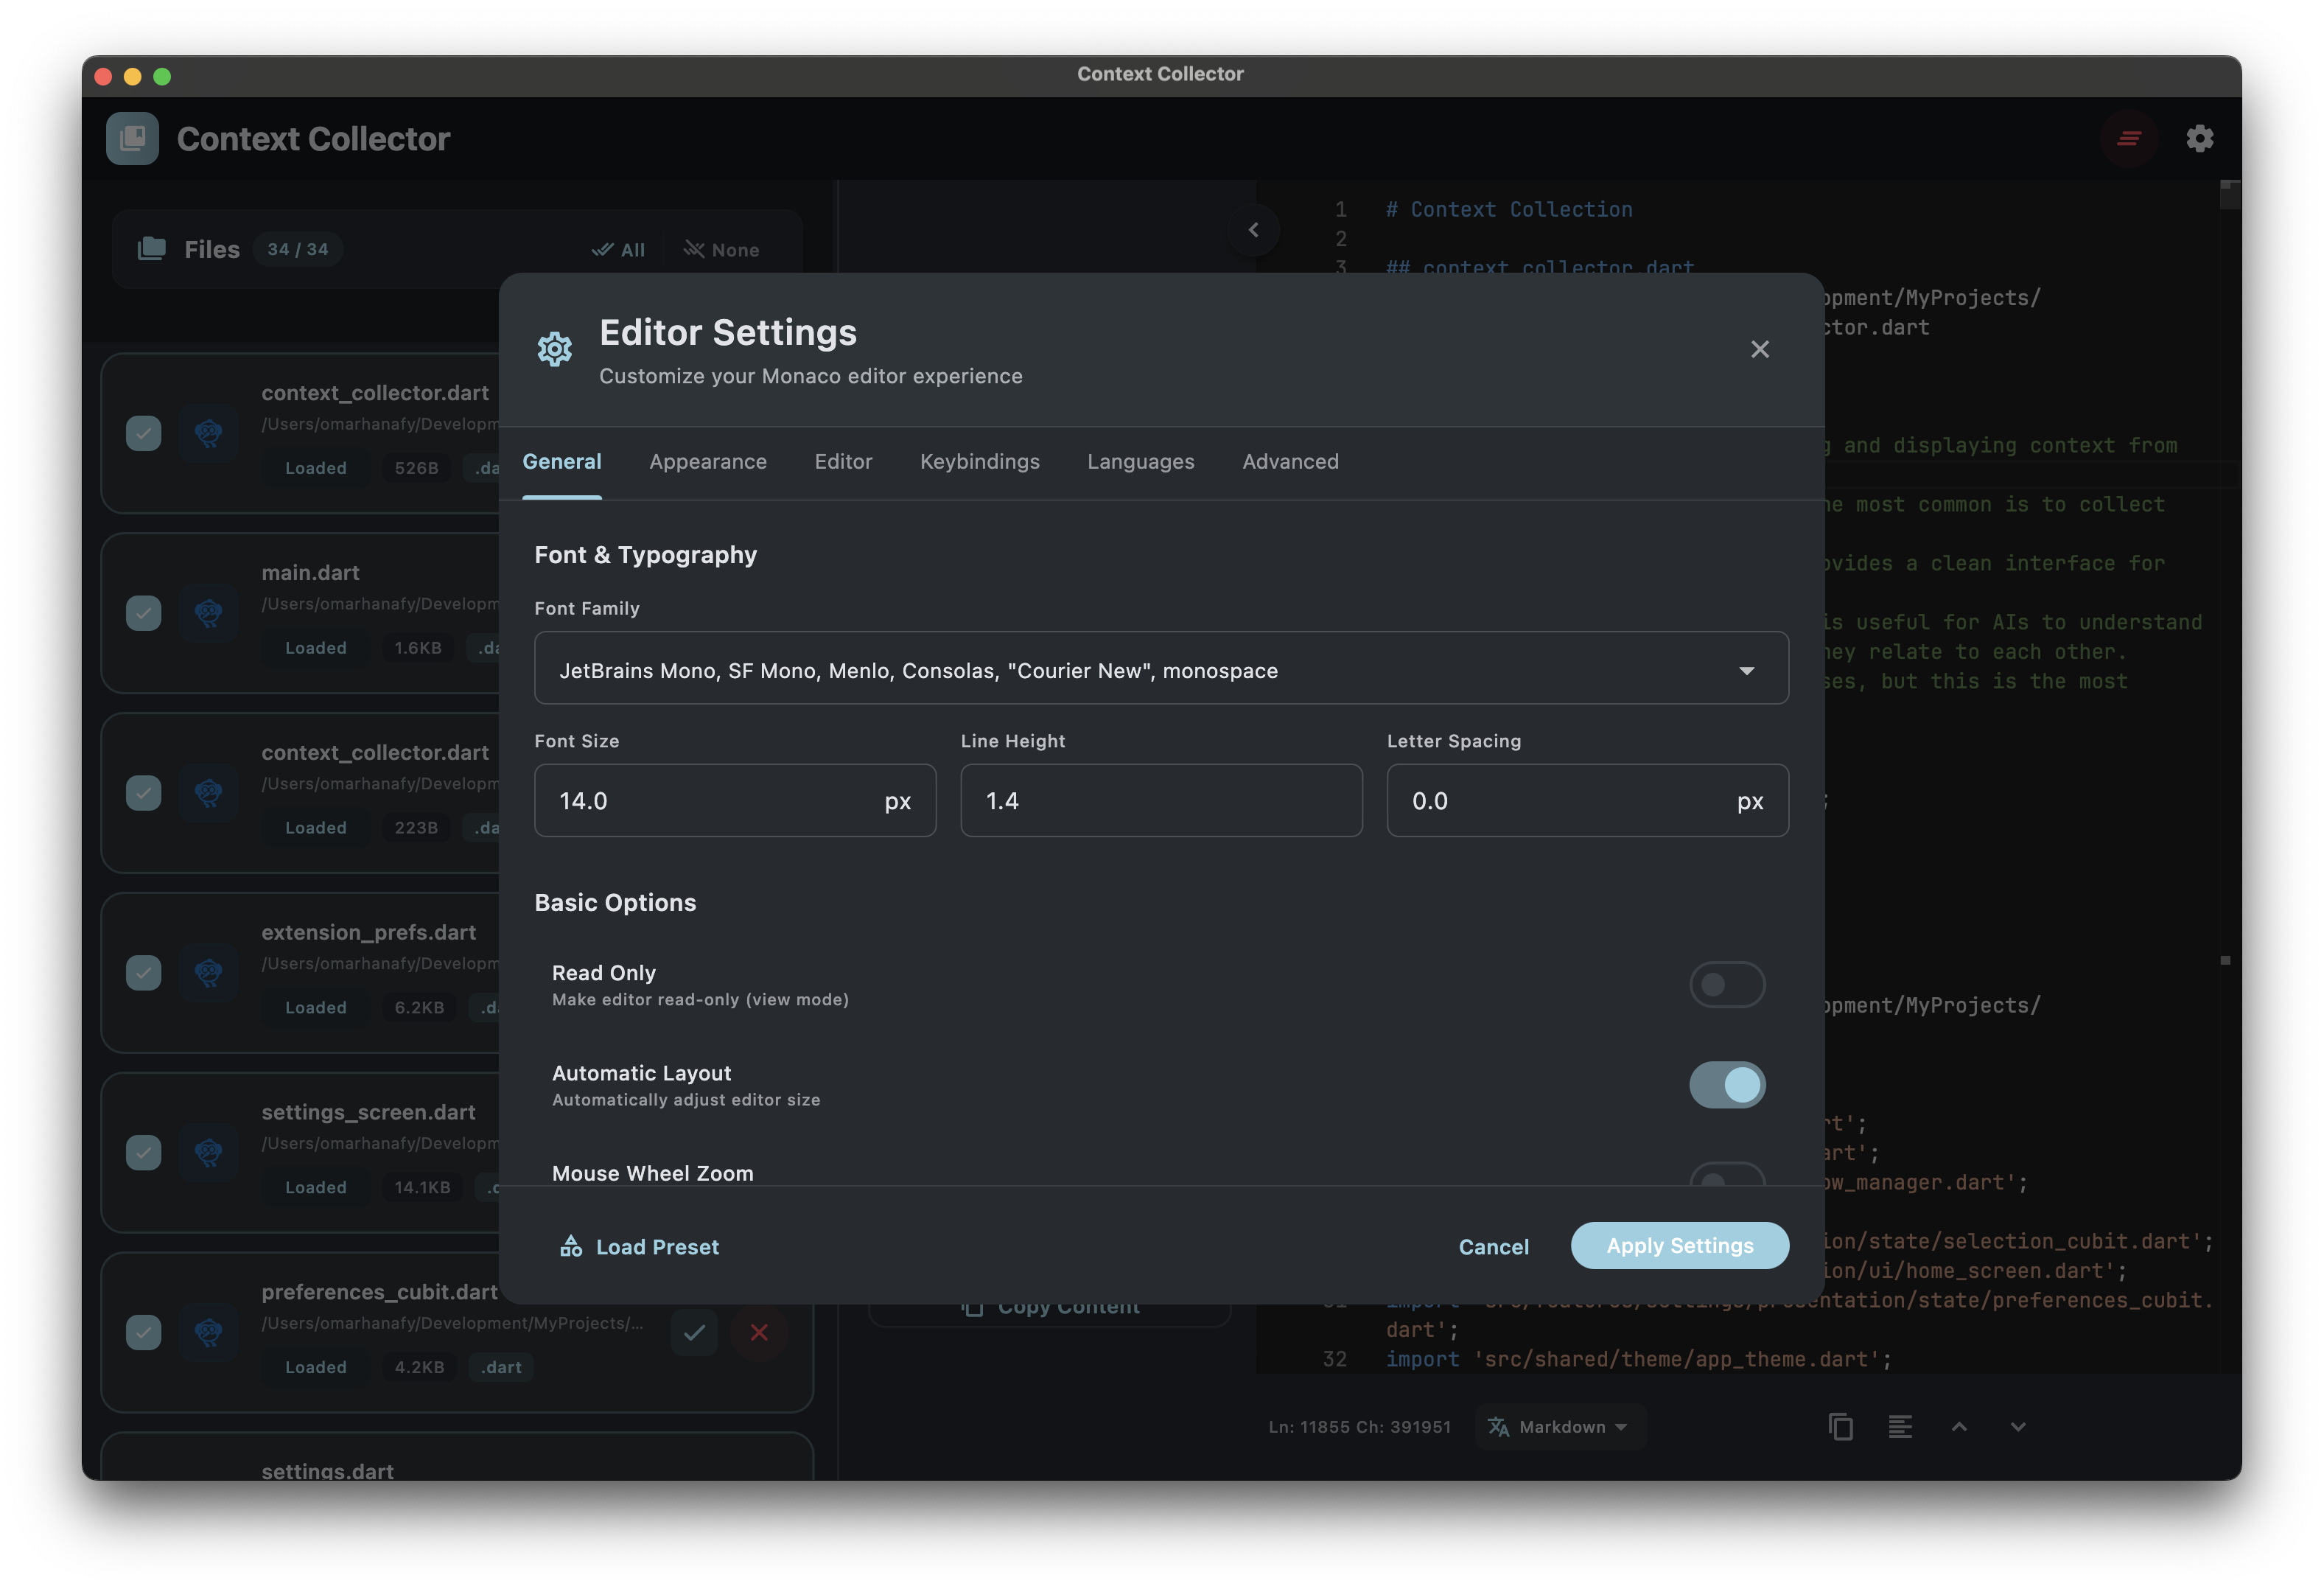 Context Collector
Context Collector
Files 34 / 34 All None
context_collector.dart
/Users/omarhanafy/Developm
Loaded 526B .da
main.dart
/Users/omarhanafy/Developm
Loaded 1.6KB .da
context_collector.dart
/Users/omarhanafy/Developm
Loaded 223B .da
extension_prefs.dart
/Users/omarhanafy/Developm
Loaded 6.2KB .d
settings_screen.dart
/Users/omarhanafy/Developm
Loaded 14.1KB
preferences_cubit.dart
/Users/omarhanafy/Development/MyProjects/...
Loaded 4.2KB .dart
settings.dart
Editor Settings
Customize your Monaco editor experience
General Appearance Editor Keybindings Languages Advanced
Font & Typography
Font Family
JetBrains Mono, SF Mono, Menlo, Consolas, "Courier New", monospace
Font Size Line Height Letter Spacing
14.0 px 1.4 0.0 px
Basic Options
Read Only
Make editor read-only (view mode)
Automatic Layout
Automatically adjust editor size
Mouse Wheel Zoom
Load Preset Cancel Apply Settings
Copy Content
1 # Context Collection
2
3 ## context_collector.dart
opment/MyProjects/
ctor.dart
g and displaying context from
he most common is to collect
ovides a clean interface for
is useful for AIs to understand
hey relate to each other.
ses, but this is the most
;
opment/MyProjects/
rt';
art';
ow_manager.dart';
ion/state/selection_cubit.dart';
ion/ui/home_screen.dart';
31 import 'src/features/settings/presentation/state/preferences_cubit.
dart';
32 import 'src/shared/theme/app_theme.dart';
Ln: 11855 Ch: 391951 Markdown